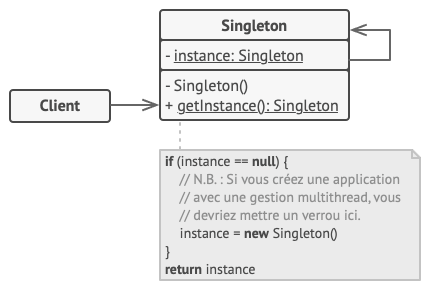 Singleton
- instance: Singleton
- Singleton()
+ getInstance(): Singleton
Client
if (instance == null) {
// N.B. : Si vous créez une application
// avec une gestion multithread, vous
// devriez mettre un verrou ici.
instance = new Singleton()
}
return instance